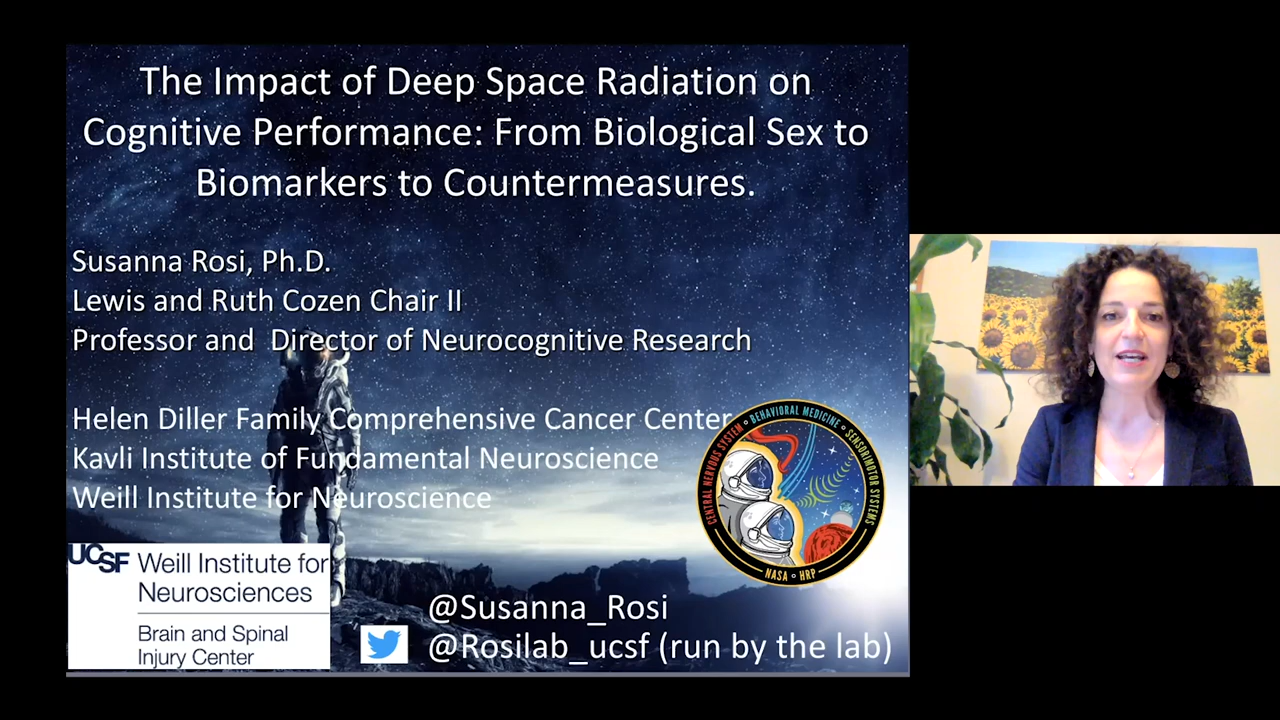 The Impact of Deep Space Radiation on
Cognitive Performance: From Biological Sex to
Biomarkers to Countermeasures.
Susanna Rosi, Ph.D.
Lewis and Ruth Cozen Chair II
Professor and  Director of Neurocognitive Research
Helen Diller Family Comprehensive Cancer Center
Kavli Institute of Fundamental Neuroscience
Weill Institute for Neuroscience
CENTRAL NERVOUS SYSTEM • BEHAVIORAL MEDICINE • SENSORIMOTOR SYSTEMS
NASA • HRP
UCSF Weill Institute for
Neurosciences
Brain and Spinal
Injury Center
@Susanna_Rosi
@Rosilab_ucsf (run by the lab)